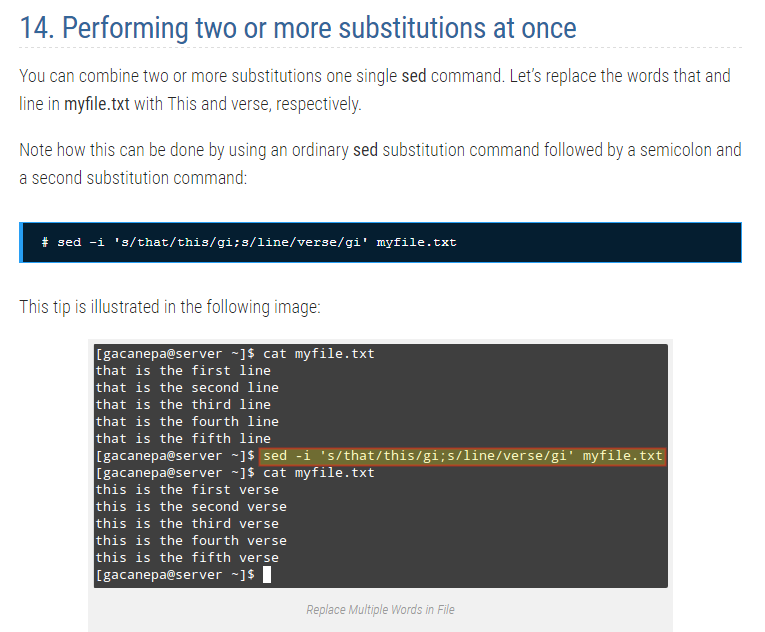 14. Performing two or more substitutions at once
You can combine two or more substitutions one single sed command. Let's replace the words that and
line in myfile.txt with This and verse, respectively.
Note how this can be done by using an ordinary sed substitution command followed by a semicolon and
a second substitution command:
# sed -i 's/that/this/gi;s/line/verse/gi' myfile.txt
This tip is illustrated in the following image:
[gacanepa@server ~]$ cat myfile.txt
that is the first line
that is the second line
that is the third line
that is the fourth line
that is the fifth line
[gacanepa@server ~]$ sed -i 's/that/this/gi;s/line/verse/gi' myfile.txt
[gacanepa@server ~]$ cat myfile.txt
this is the first verse
this is the second verse
this is the third verse
this is the fourth verse
this is the fifth verse
[gacanepa@server ~]$
Replace Multiple Words in File